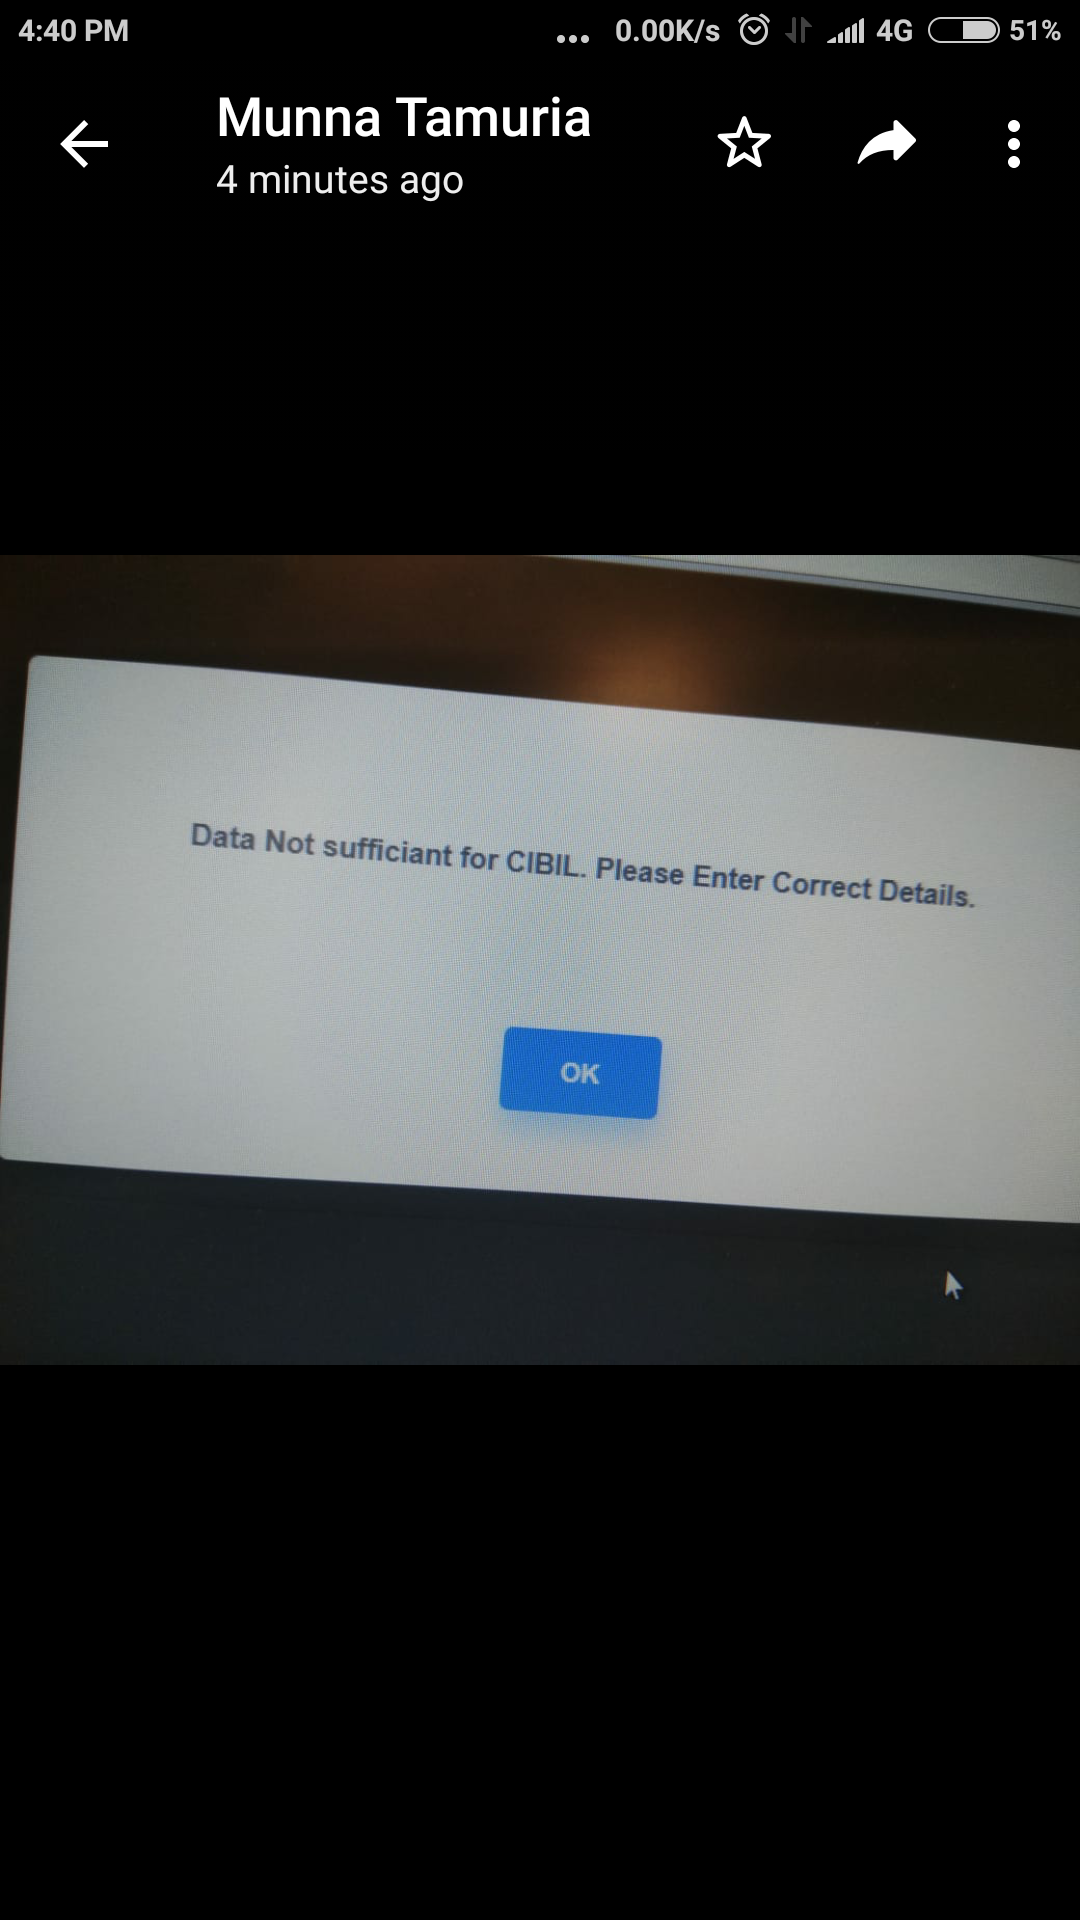 4:40 PM
... 0.00K/s 4G 51%
Munna Tamuria
4 minutes ago
Data Not sufficiant for CIBIL. Please Enter Correct Details.
OK